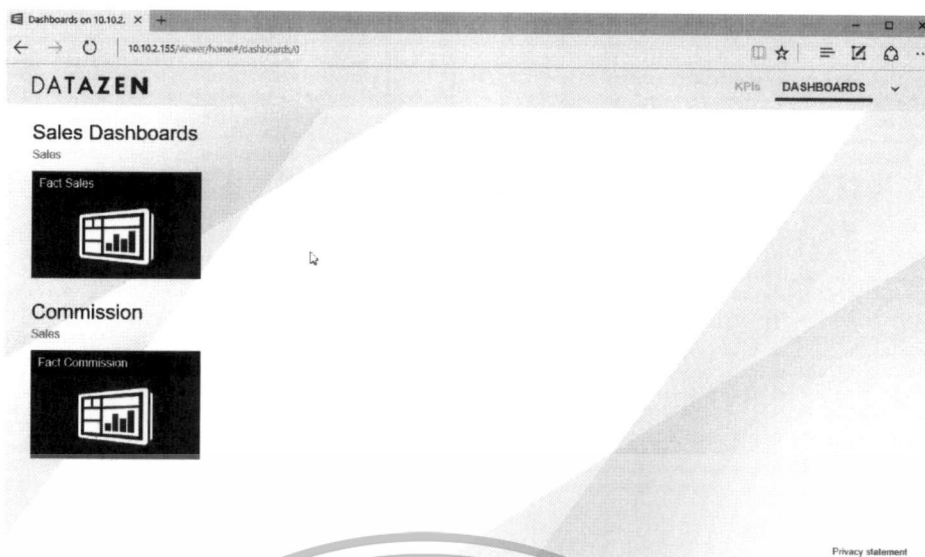 Dashboards on 10.10.2.
10.10.2.155/viewer/home#/dashboards/0
DATAZEN
KPIs DASHBOARDS
Sales Dashboards
Sales
Fact Sales
Commission
Sales
Fact Commission
Privacy statement